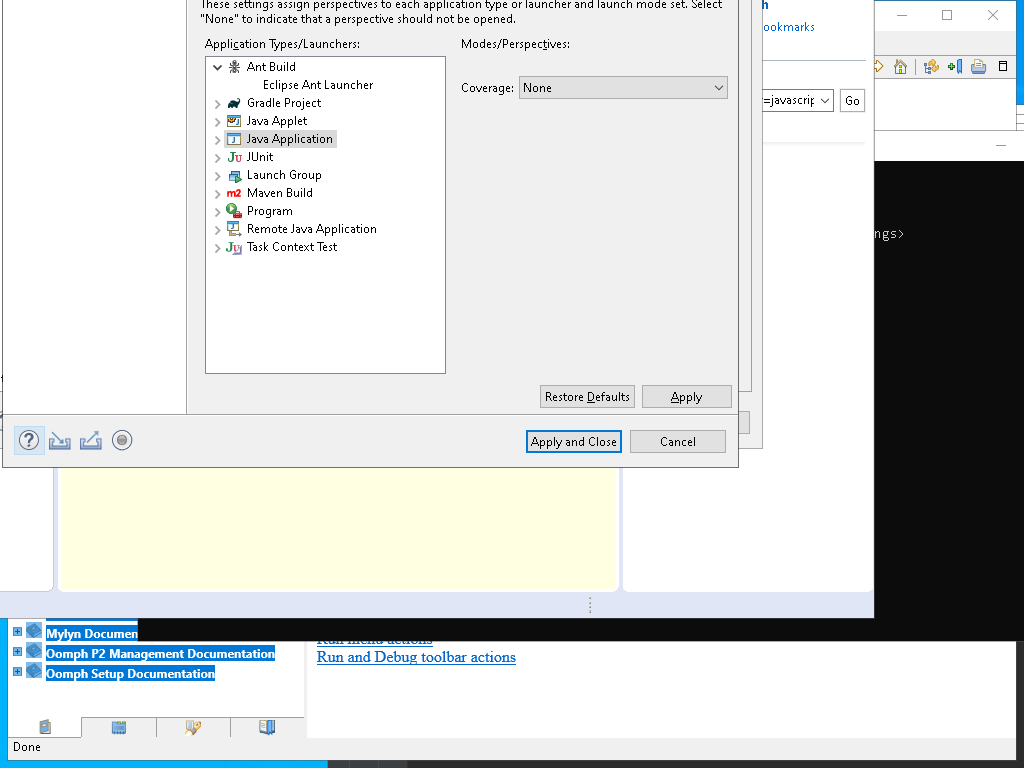 These settings assign perspectives to each application type or launcher and launch mode set. Select
"None" to indicate that a perspective should not be opened.
Application Types/Launchers:
Modes/Perspectives:
Ant Build
Eclipse Ant Launcher
Gradle Project
Java Applet
Java Application
JUnit
Launch Group
Maven Build
Program
Remote Java Application
Task Context Test
Coverage:
None
Restore Defaults
Apply
Apply and Close
Cancel
h
ookmarks
=javascrip
Go
ngs>
Mylyn Documen
Oomph P2 Management Documentation
Oomph Setup Documentation
Run menu actions
Run and Debug toolbar actions
Done